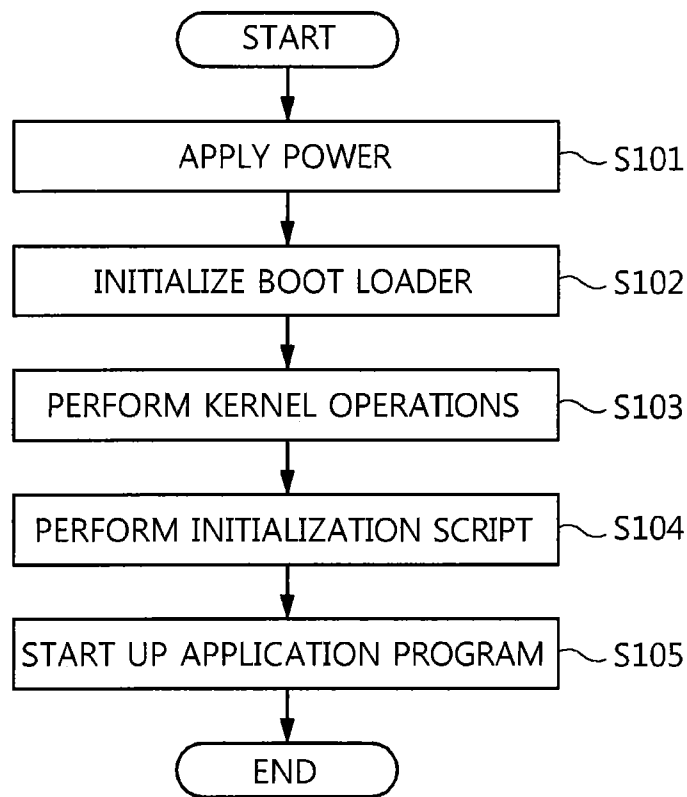 START
APPLY POWER
S101
INITIALIZE BOOT LOADER
S102
PERFORM KERNEL OPERATIONS
S103
PERFORM INITIALIZATION SCRIPT
S104
START UP APPLICATION PROGRAM
S105
END